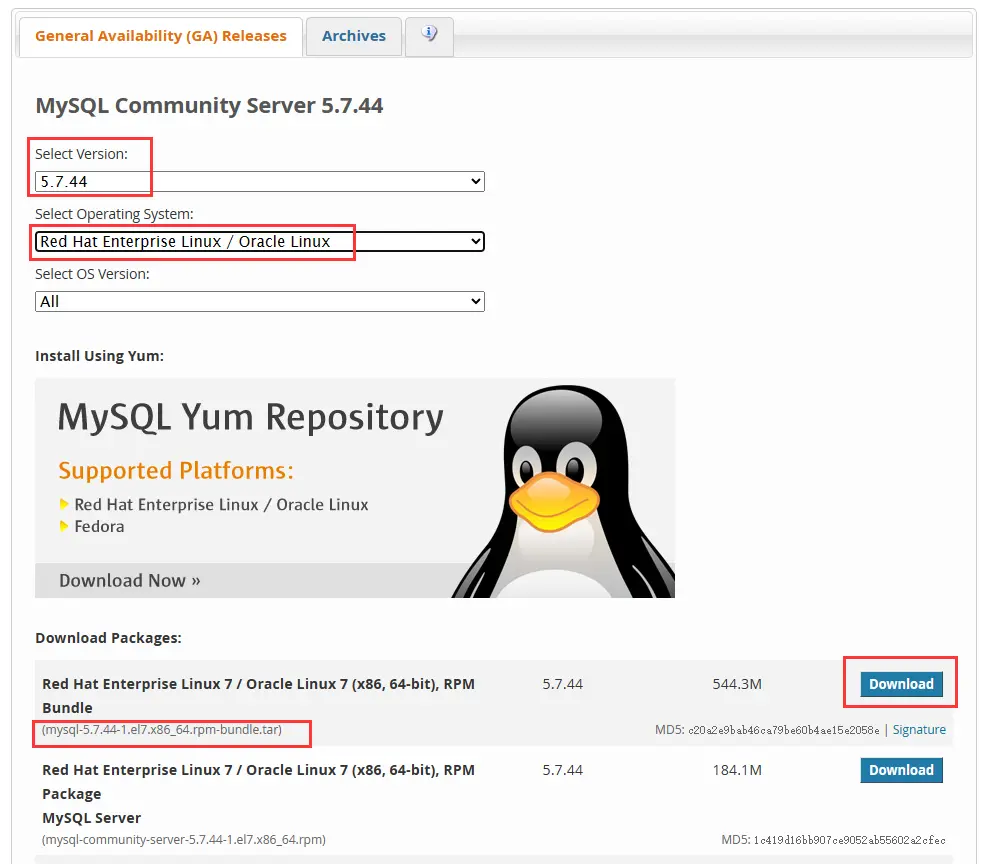 General Availability (GA) Releases
Archives
MySQL Community Server 5.7.44
Select Version:
5.7.44
Select Operating System:
Red Hat Enterprise Linux / Oracle Linux
Select OS Version:
All
Install Using Yum:
MySQL Yum Repository
Supported Platforms:
Red Hat Enterprise Linux / Oracle Linux
Fedora
Download Now »
Download Packages:
Red Hat Enterprise Linux 7 / Oracle Linux 7 (x86, 64-bit), RPM 5.7.44 544.3M Download
Bundle
(mysql-5.7.44-1.el7.x86_64.rpm-bundle.tar) MD5: c20a2e9bab46ca79be60b4ae15e2058e | Signature
Red Hat Enterprise Linux 7 / Oracle Linux 7 (x86, 64-bit), RPM 5.7.44 184.1M Download
Package
MySQL Server
(mysql-community-server-5.7.44-1.el7.x86_64.rpm) MD5: 1c419d16bb907ce9052ab55602a2cfec